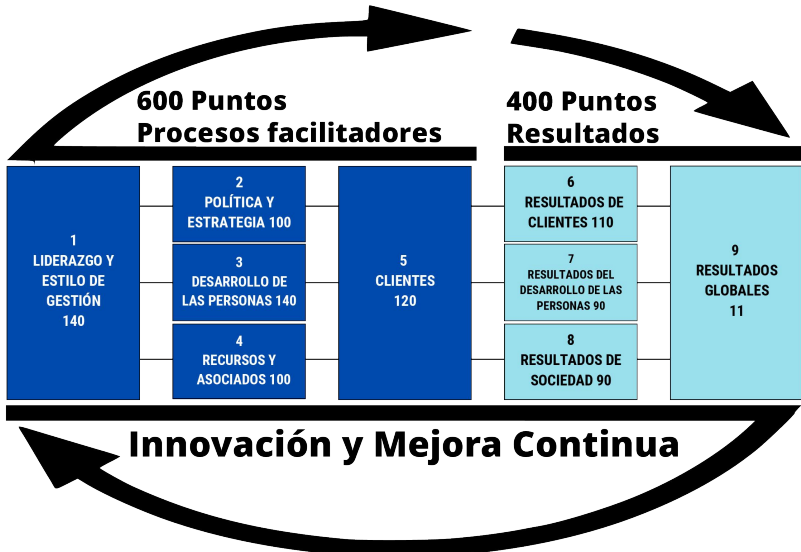 600 Puntos
Procesos facilitadores
400 Puntos
Resultados
1
LIDERAZGO Y
ESTILO DE
GESTIÓN
140
2
POLÍTICA Y
ESTRATEGIA 100
3
DESARROLLO DE
LAS PERSONAS 140
4
RECURSOS Y
ASOCIADOS 100
5
CLIENTES
120
6
RESULTADOS DE
CLIENTES 110
7
RESULTADOS DEL
DESARROLLO DE LAS
PERSONAS 90
8
RESULTADOS DE
SOCIEDAD 90
9
RESULTADOS
GLOBALES
11
Innovación y Mejora Continua